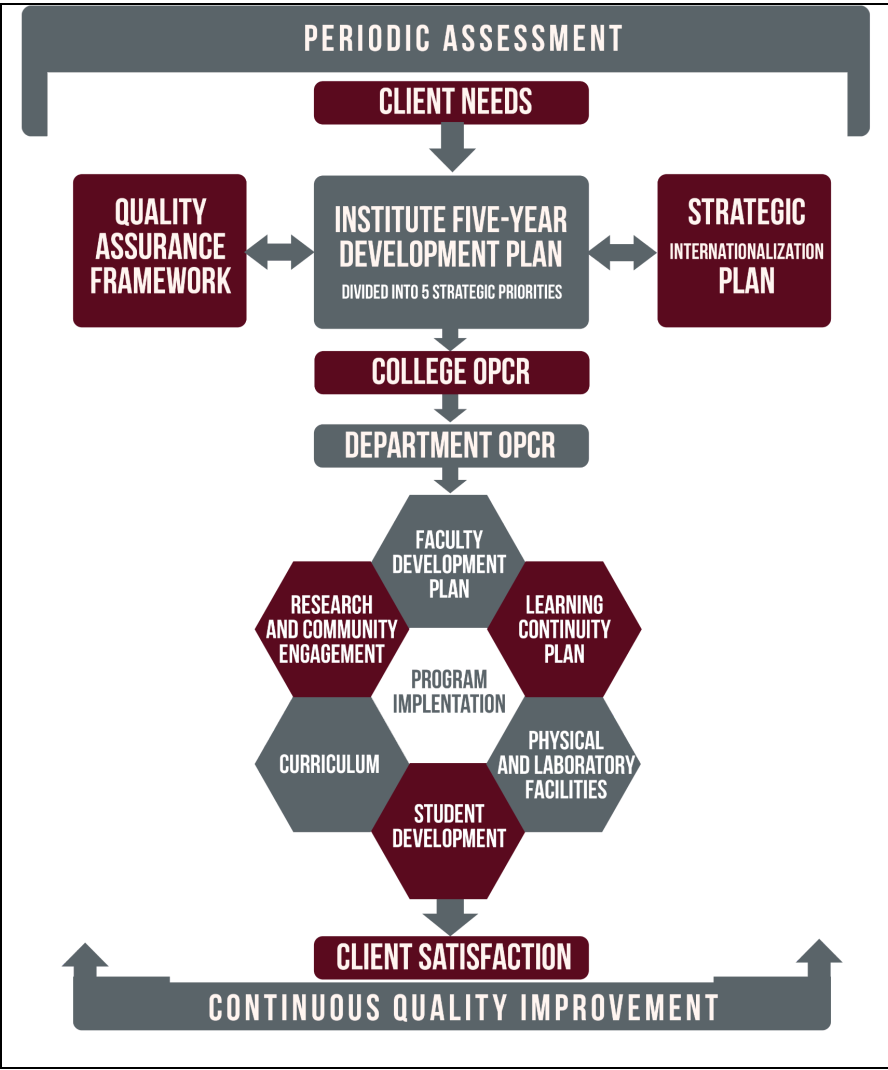 PERIODIC ASSESSMENT
CLIENT NEEDS
QUALITY
ASSURANCE
FRAMEWORK
INSTITUTE FIVE-YEAR
DEVELOPMENT PLAN
DIVIDED INTO 5 STRATEGIC PRIORITIES
STRATEGIC
INTERNATIONALIZATION
PLAN
COLLEGE OPCR
DEPARTMENT OPCR
FACULTY
DEVELOPMENT
PLAN
RESEARCH
AND COMMUNITY
ENGAGEMENT
LEARNING
CONTINUITY
PLAN
PROGRAM
IMPLENTATION
CURRICULUM
PHYSICAL
AND LABORATORY
FACILITIES
STUDENT
DEVELOPMENT
CLIENT SATISFACTION
CONTINUOUS QUALITY IMPROVEMENT